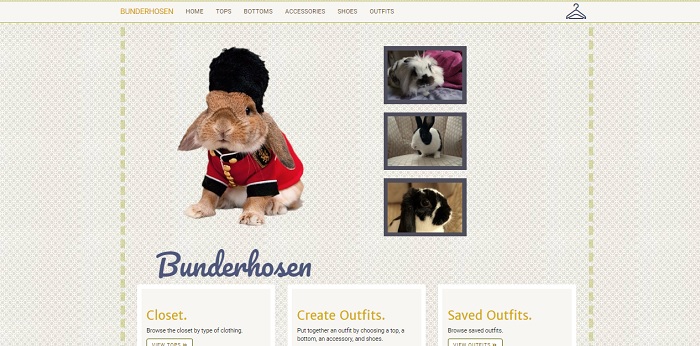 BUNDERHOSEN HOME TOPS BOTTOMS ACCESSORIES SHOES OUTFITS
Bunderhosen
Closet.
Browse the closet by type of clothing.
VIEW TOPS »
Create Outfits.
Put together an outfit by choosing a top, a
bottom, an accessory, and shoes.
Saved Outfits.
Browse saved outfits.
VIEW OUTFITS »